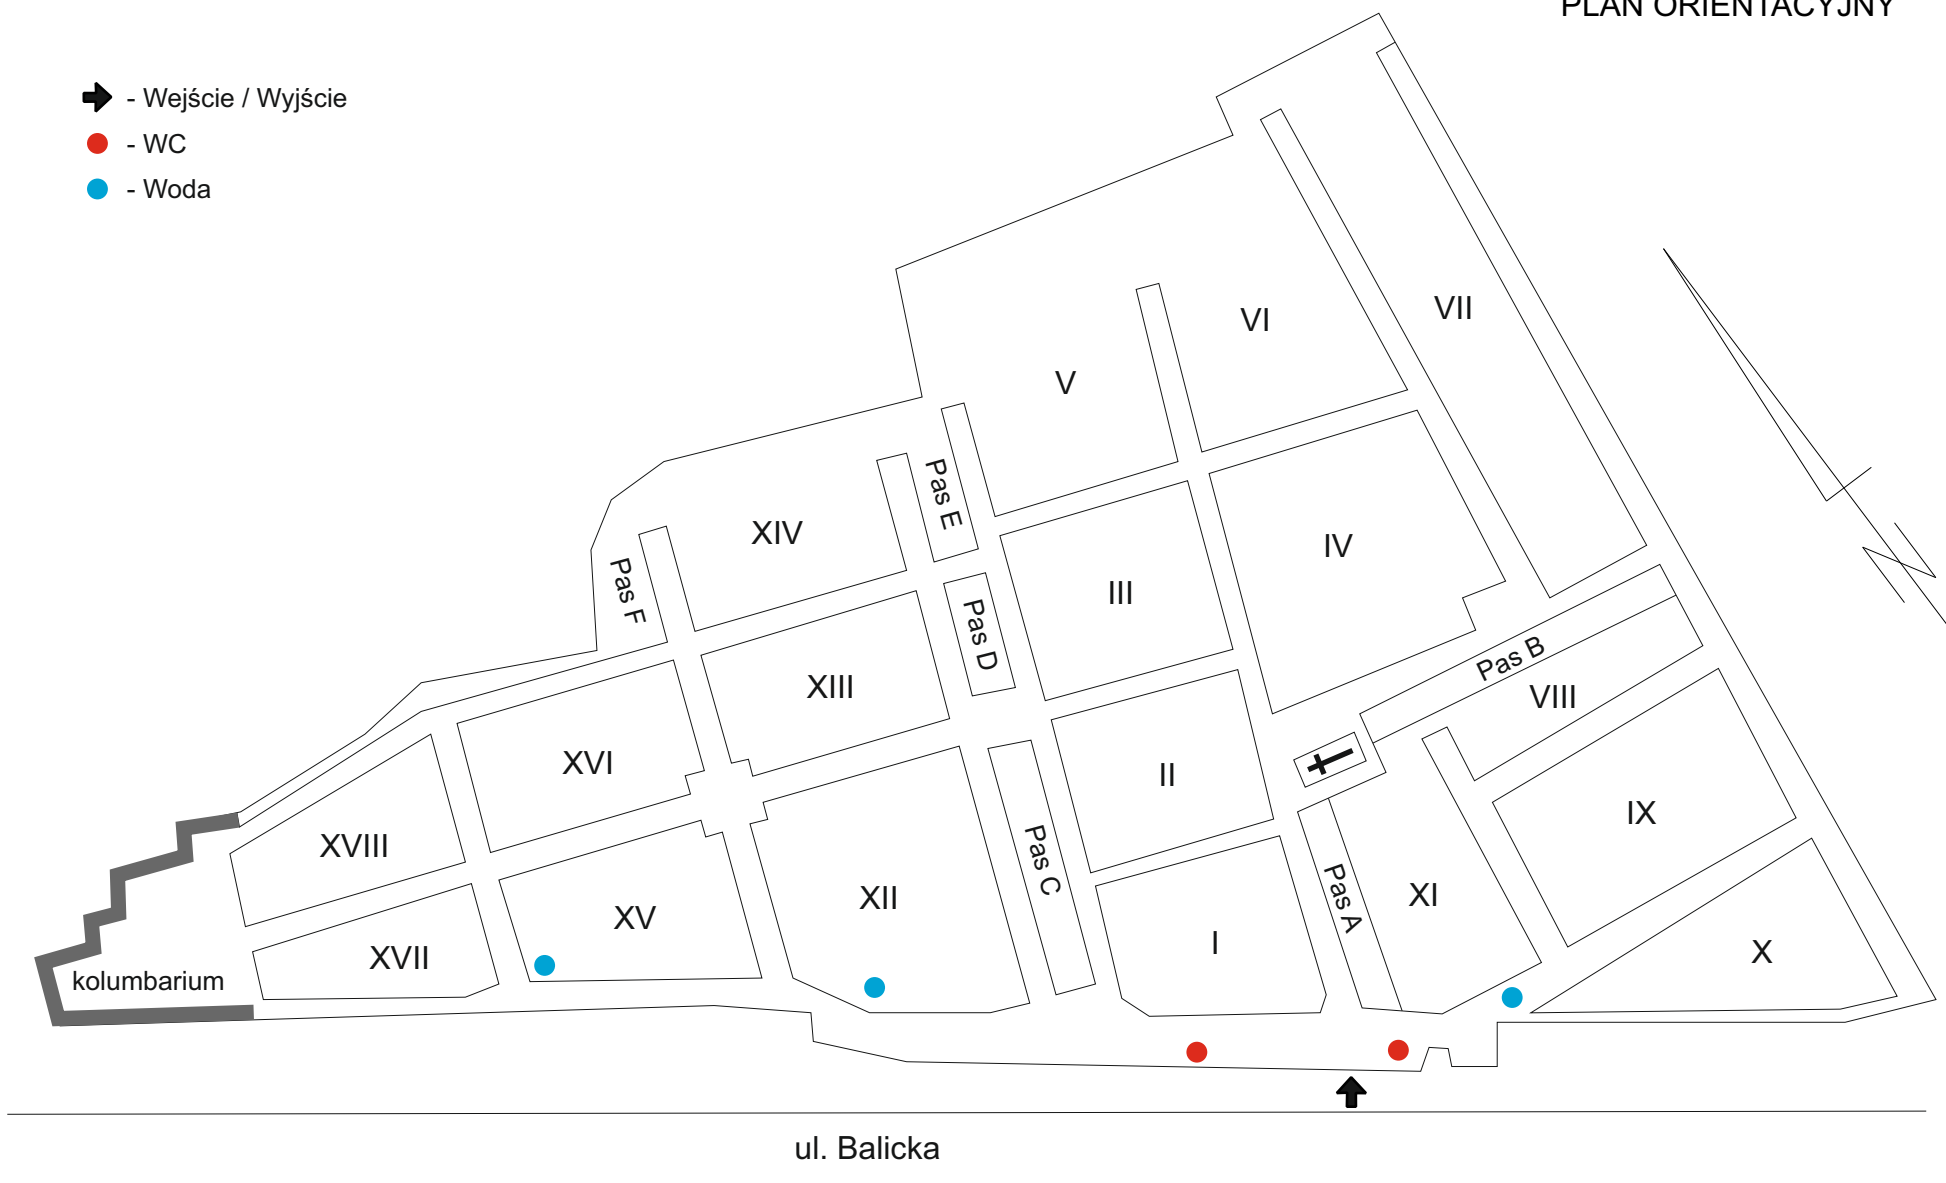 PLAN ORIENTACYJNY
- Wejście / Wyjście
- WC
- Woda
VII
VI
V
Pas E
XIV
IV
Pas F
III
Pas D
Pas B
XIII
VIII
XVI
II
IX
XVIII
Pas C
Pas A
XI
XII
XV
I
X
XVII
kolumbarium
N
ul. Balicka